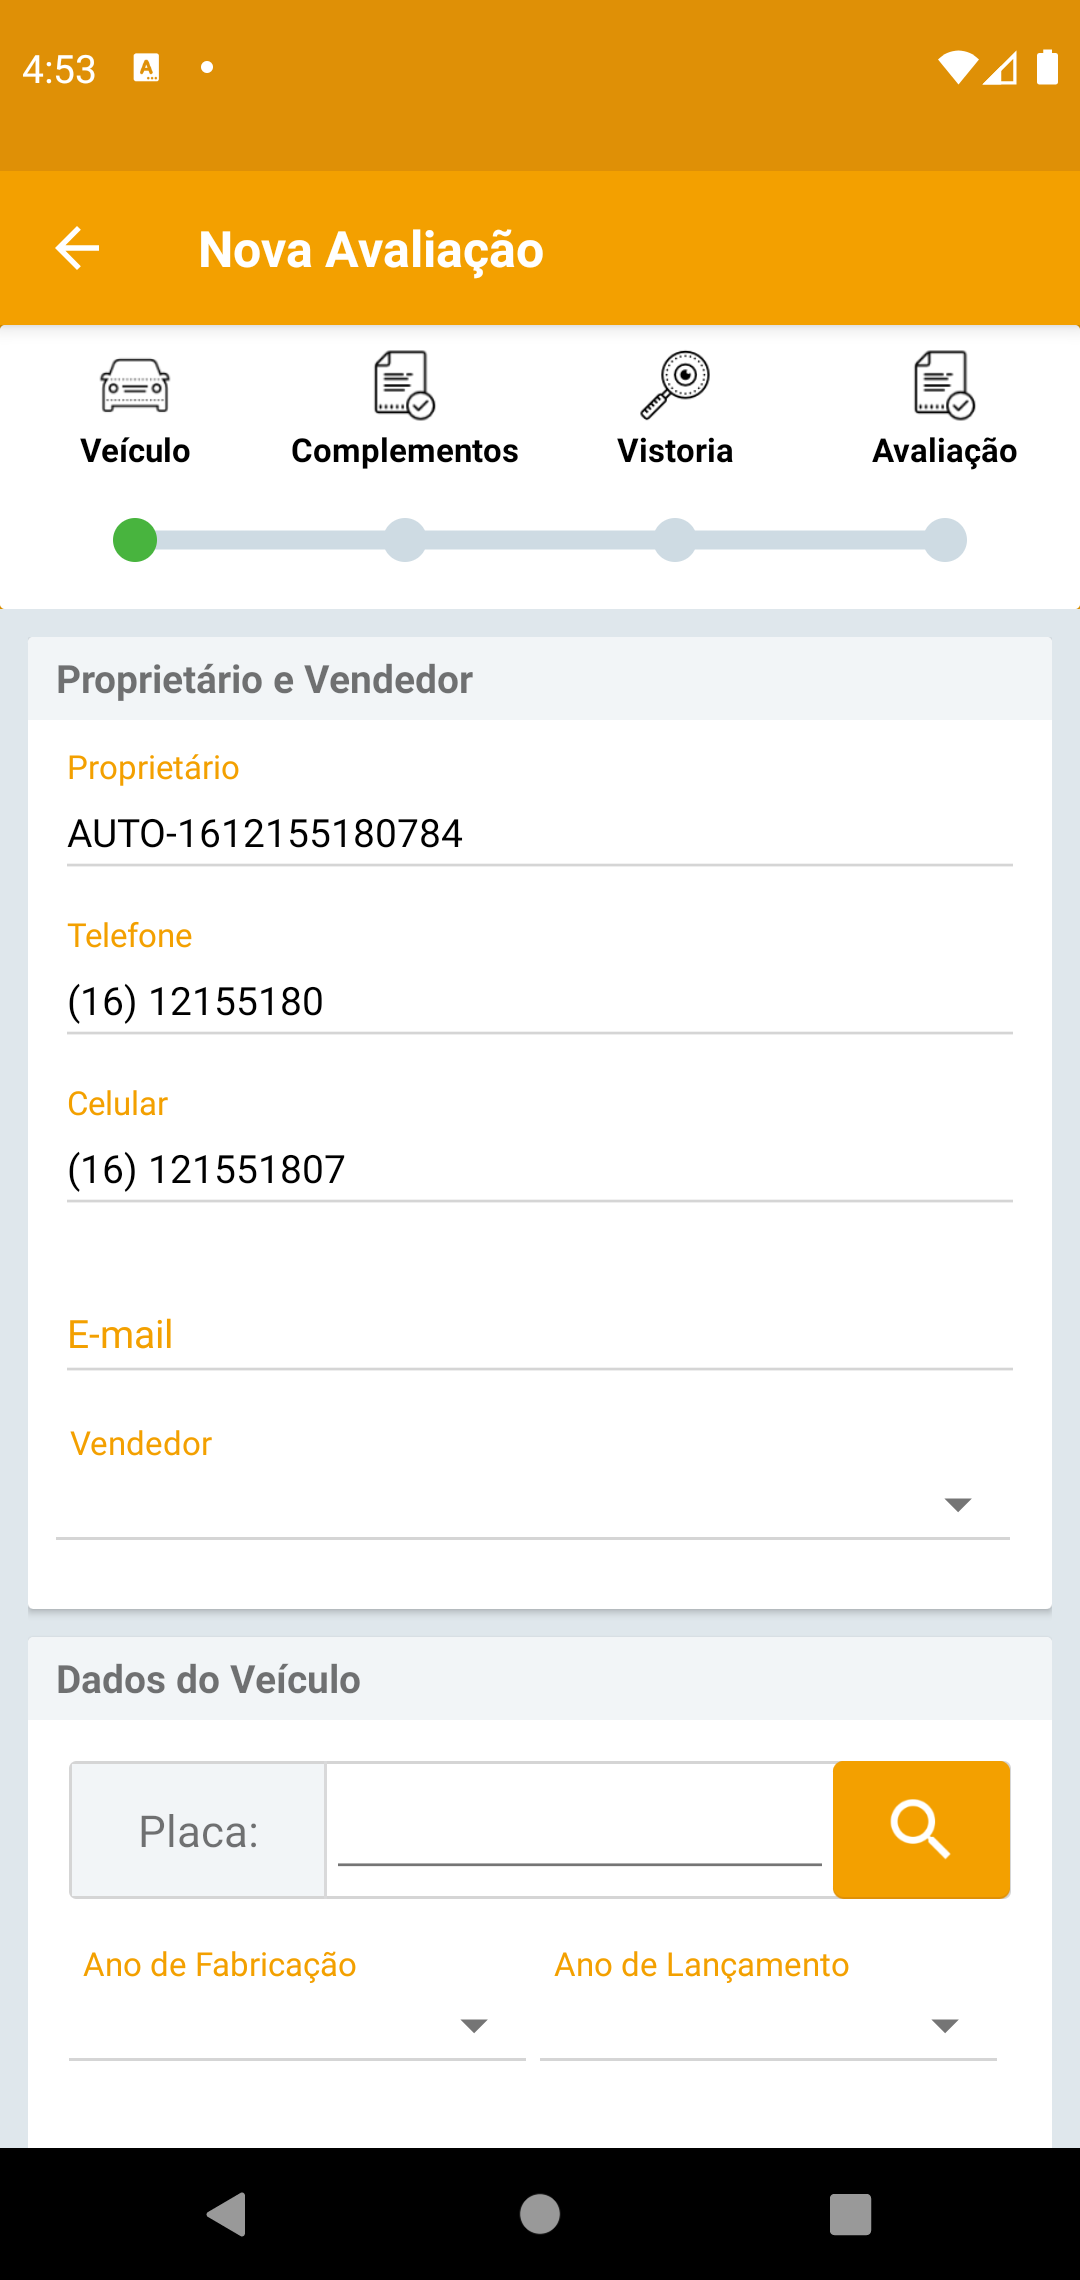 4:53
Nova Avaliação
Veículo
Complementos
Vistoria
Avaliação
Proprietário e Vendedor
Proprietário
AUTO-1612155180784
Telefone
(16) 12155180
Celular
(16) 121551807
E-mail
Vendedor
Dados do Veículo
Placa:
Ano de Fabricação
Ano de Lançamento